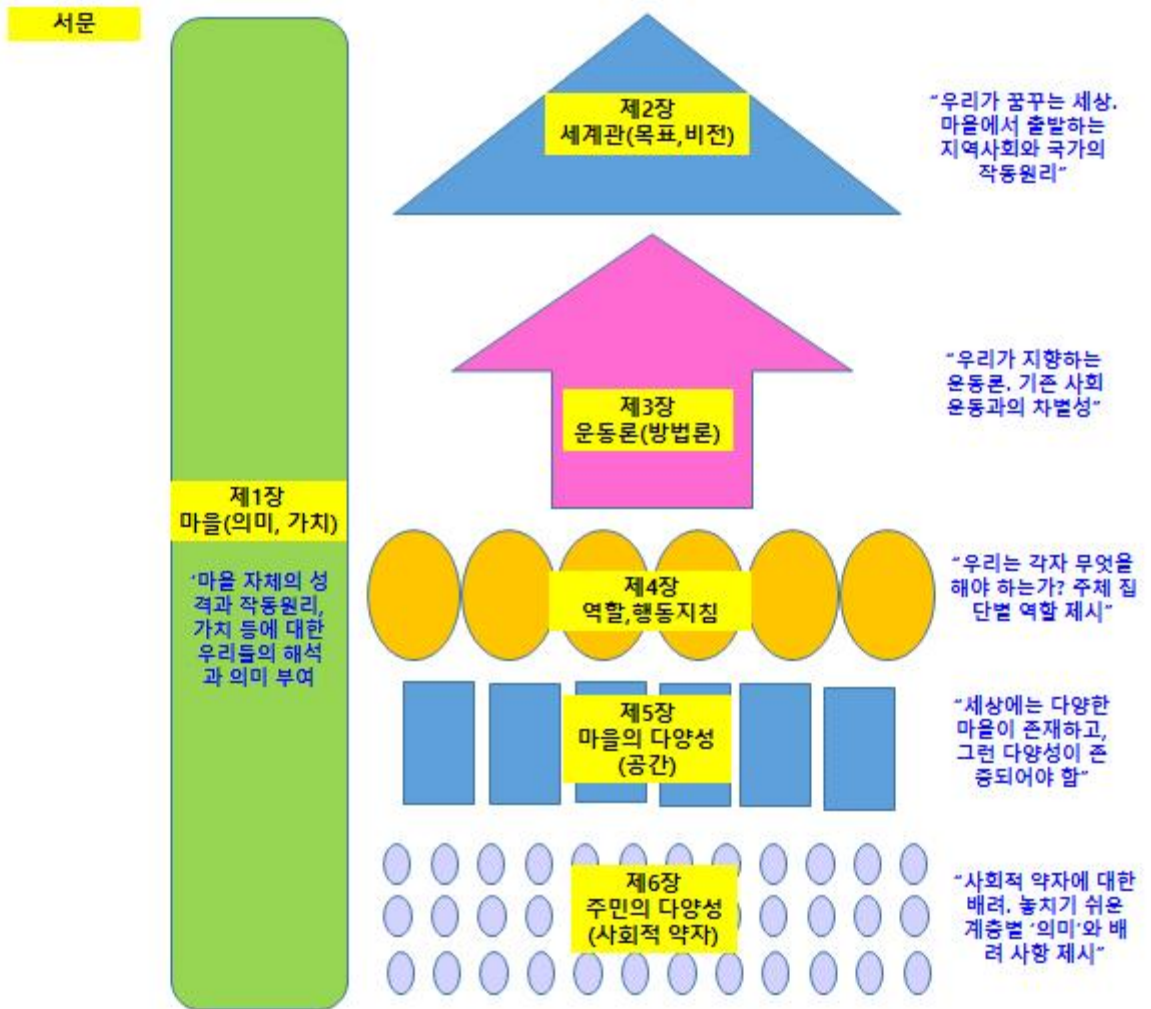 서문
제1장
마을(의미, 가치)
‘마을 자체의 성
격과 작동원리,
가치 등에 대한
우리들의 해석
과 의미 부여
제2장
세계관(목표,비전)
“우리가 꿈꾸는 세상.
마을에서 출발하는
지역사회와 국가의
작동원리”
제3장
운동론(방법론)
“우리가 지향하는
운동론. 기존 사회
운동과의 차별성”
제4장
역할,행동지침
“우리는 각자 무엇을
해야 하는가? 주체 집
단별 역할 제시”
제5장
마을의 다양성
(공간)
“세상에는 다양한
마을이 존재하고,
그런 다양성이 존
중되어야 함”
제6장
주민의 다양성
(사회적 약자)
“사회적 약자에 대한
배려. 놓치기 쉬운
계층별 ‘의미’와 배
려 사항 제시”